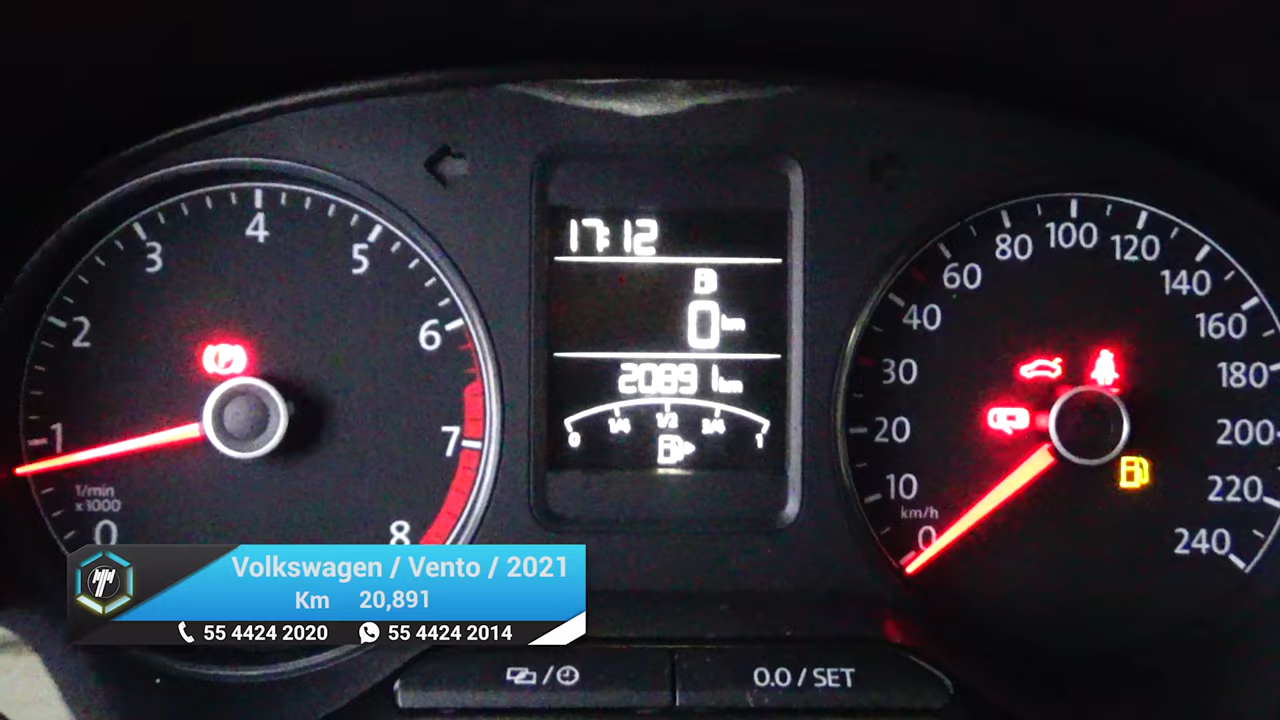 17:12
0 km
20891 km
0 1/4 1/2 3/4 1
0
1
2
3
4
5
6
7
8
1/min
x1000
0
10
20
30
40
60
80
100
120
140
160
180
200
220
240
km/h
Volkswagen / Vento / 2021
Km 20,891
55 4424 2020 55 4424 2014
/
0.0 / SET